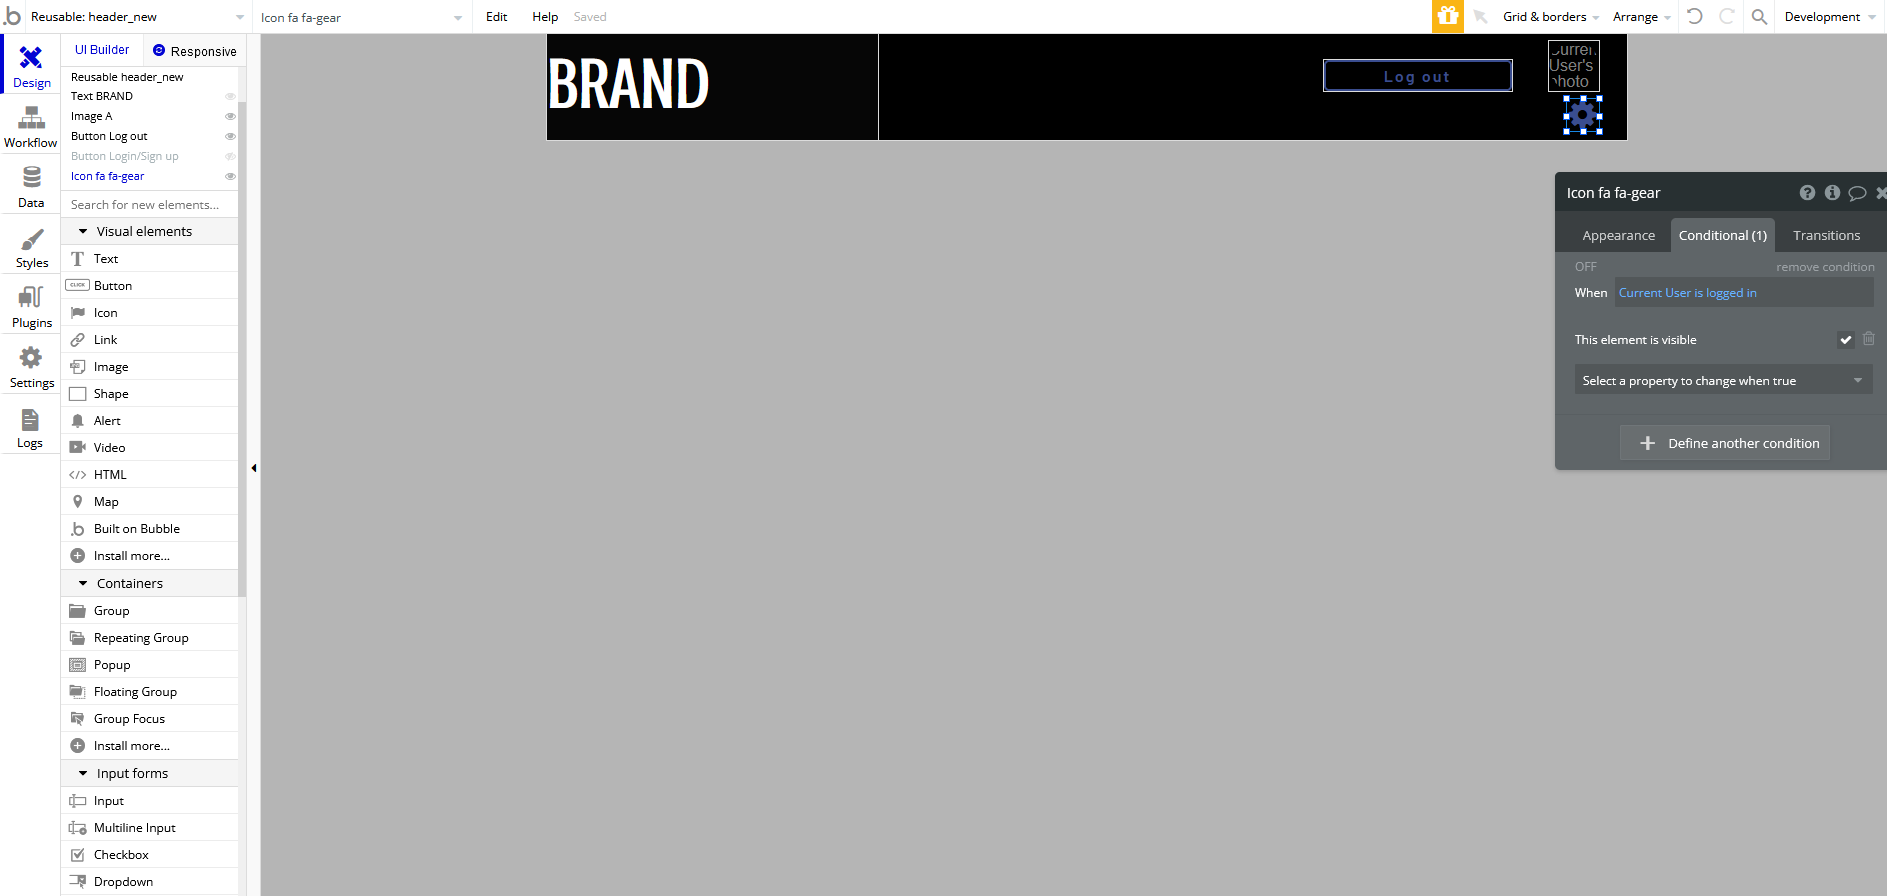 Reusable: header_new
Icon fa fa-gear
Edit
Help
Saved
Grid & borders
Arrange
Development
Design
Workflow
Data
Styles
Plugins
Settings
Logs
UI Builder
Responsive
Reusable header_new
Text BRAND
Image A
Button Log out
Button Login/Sign up
Icon fa fa-gear
Search for new elements...
Visual elements
Text
CLICK Button
Icon
Link
Image
Shape
Alert
Video
</> HTML
Map
Built on Bubble
Install more...
Containers
Group
Repeating Group
Popup
Floating Group
Group Focus
Install more...
Input forms
Input
Multiline Input
Checkbox
Dropdown
BRAND
Log out
Curren
User's
photo
Icon fa fa-gear
Appearance
Conditional (1)
Transitions
OFF
remove condition
When
Current User is logged in
This element is visible
Select a property to change when true
Define another condition